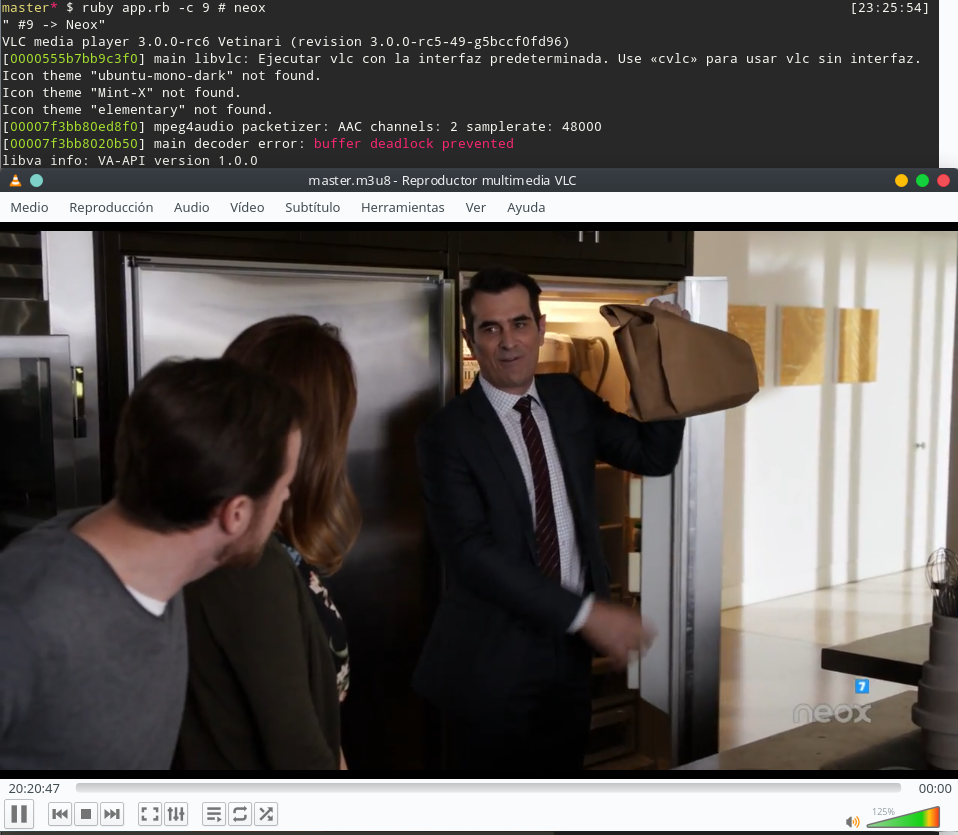 master* $ ruby app.rb -c 9 # neox [23:25:54]
" #9 -> Neox"
VLC media player 3.0.0-rc6 Vetinari (revision 3.0.0-rc5-49-g5bccf0fd96)
[0000555b7bb9c3f0] main libvlc: Ejecutar vlc con la interfaz predeterminada. Use «cvlc» para usar vlc sin interfaz.
Icon theme "ubuntu-mono-dark" not found.
Icon theme "Mint-X" not found.
Icon theme "elementary" not found.
[00007f3bb80ed8f0] mpeg4audio packetizer: AAC channels: 2 samplerate: 48000
[00007f3bb8020b50] main decoder error: buffer deadlock prevented
libva info: VA-API version 1.0.0
master.m3u8 - Reproductor multimedia VLC
Medio Reproducción Audio Vídeo Subtítulo Herramientas Ver Ayuda
7
neox
20:20:47 00:00
125%